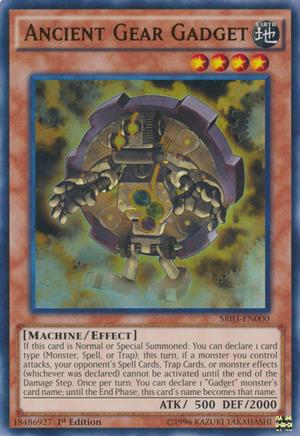 ANCIENT GEAR GADGET
EARTH
地
SR03-EN000
[MACHINE/EFFECT]
If this card is Normal or Special Summoned: You can declare 1 card
type (Monster, Spell, or Trap); this turn, if a monster you control
attacks, your opponent's Spell Cards, Trap Cards, or monster effects
(whichever was declared) cannot be activated until the end of the
Damage Step. Once per turn: You can declare 1 "Gadget" monster's
card name; until the End Phase, this card's name becomes that name.
ATK/ 500 DEF/2000
18486927 1st Edition ©1996 KAZUKI TAKAHASHI